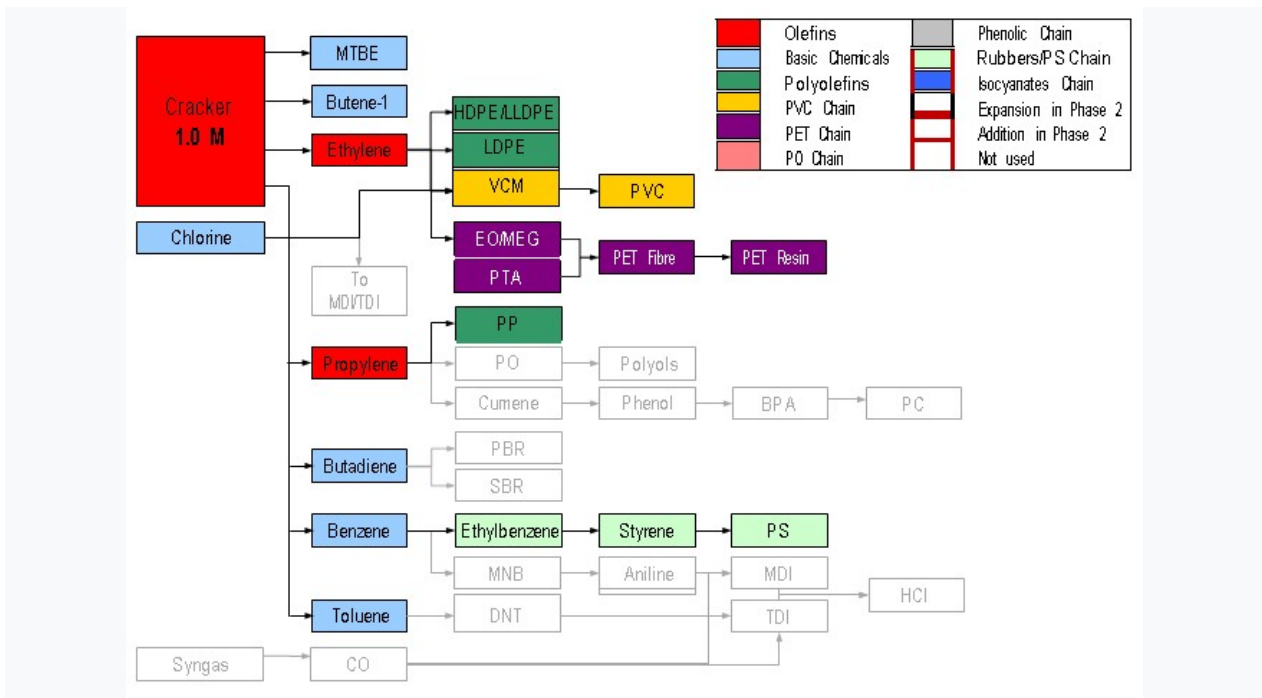 Olefins
Basic Chemicals
Polyolefins
PVC Chain
PET Chain
PO Chain
Phenolic Chain
Rubbers/PS Chain
Isocyanates Chain
Expansion in Phase 2
Addition in Phase 2
Not used
Cracker
1.0 M
MTBE
Butene-1
Ethylene
HDPE/LLDPE
LDPE
VCM
PVC
Chlorine
To
MDI/TDI
EO/MEG
PTA
PET Fibre
PET Resin
PP
Propylene
PO
Polyols
Cumene
Phenol
BPA
PC
Butadiene
PBR
SBR
Benzene
Ethylbenzene
Styrene
PS
MNB
Aniline
MDI
HCl
Toluene
DNT
TDI
Syngas
CO